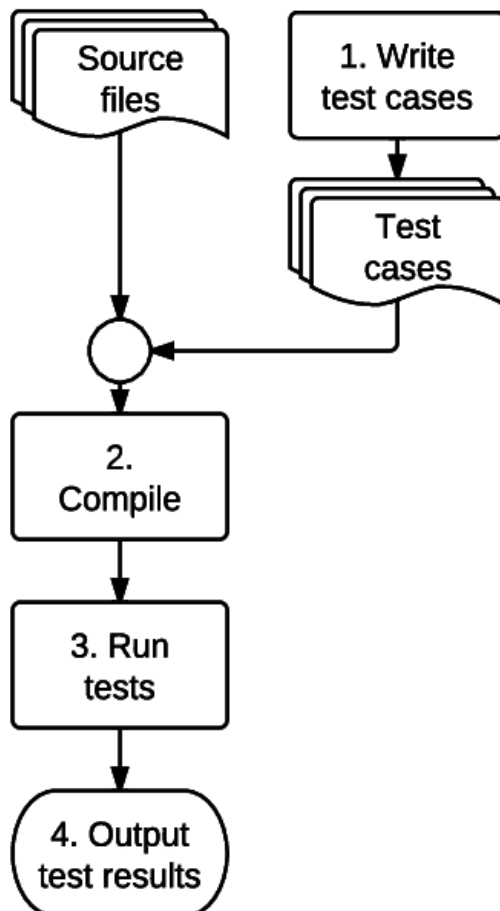 Source
files
1. Write
test cases
Test
cases
2.
Compile
3. Run
tests
4. Output
test results